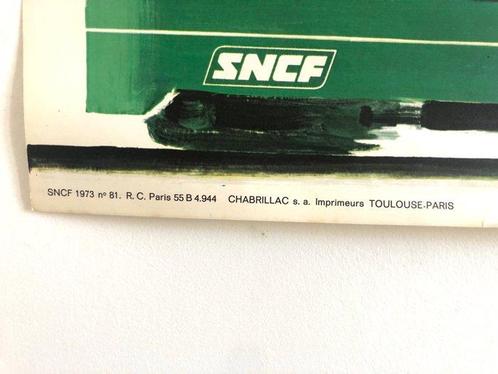 SNCF
SNCF 1973 nº 81. R. C. Paris 55 B 4.944 CHABRILLAC s. a. Imprimeurs TOULOUSE-PARIS